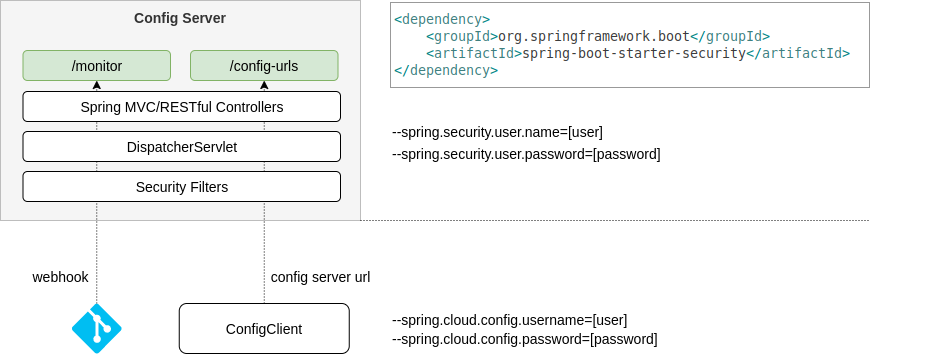 Config Server
/monitor
/config-urls
Spring MVC/RESTful Controllers
DispatcherServlet
Security Filters
<dependency>
    <groupId>org.springframework.boot</groupId>
    <artifactId>spring-boot-starter-security</artifactId>
</dependency>
--spring.security.user.name=[user]
--spring.security.user.password=[password]
webhook
config server url
ConfigClient
--spring.cloud.config.username=[user]
--spring.cloud.config.password=[password]